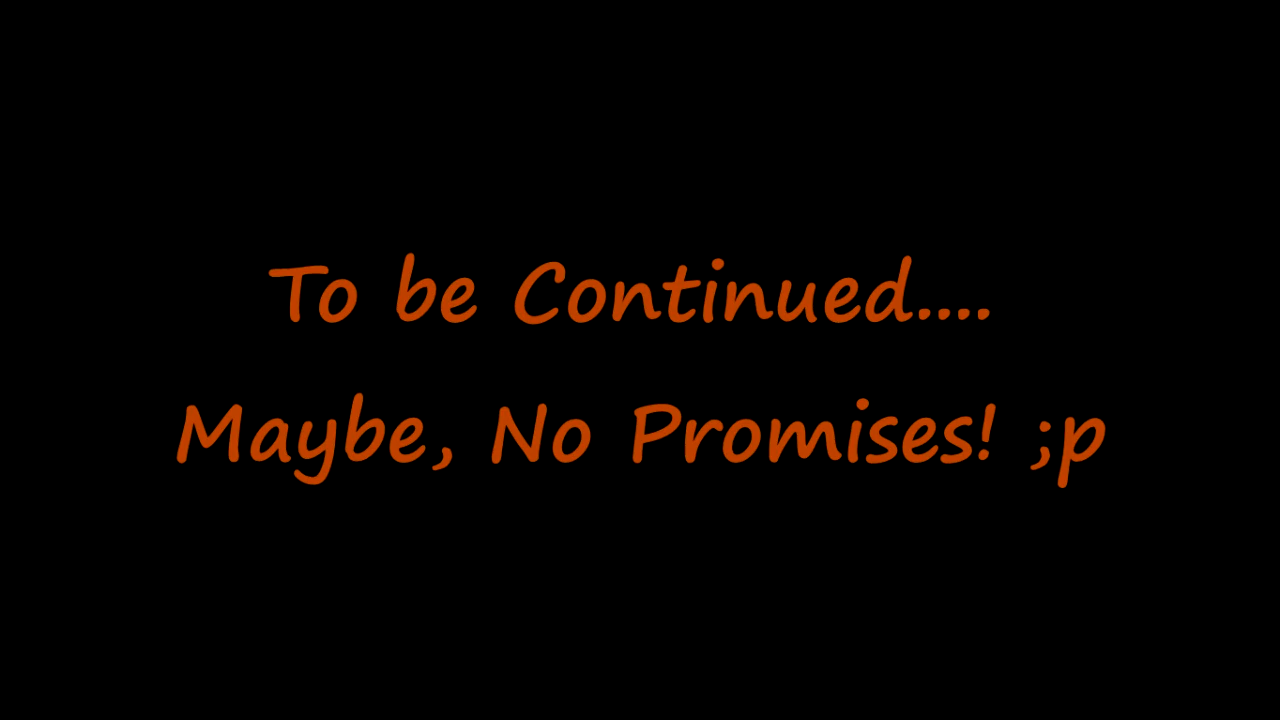 To be Continued....
Maybe, No Promises! ;p